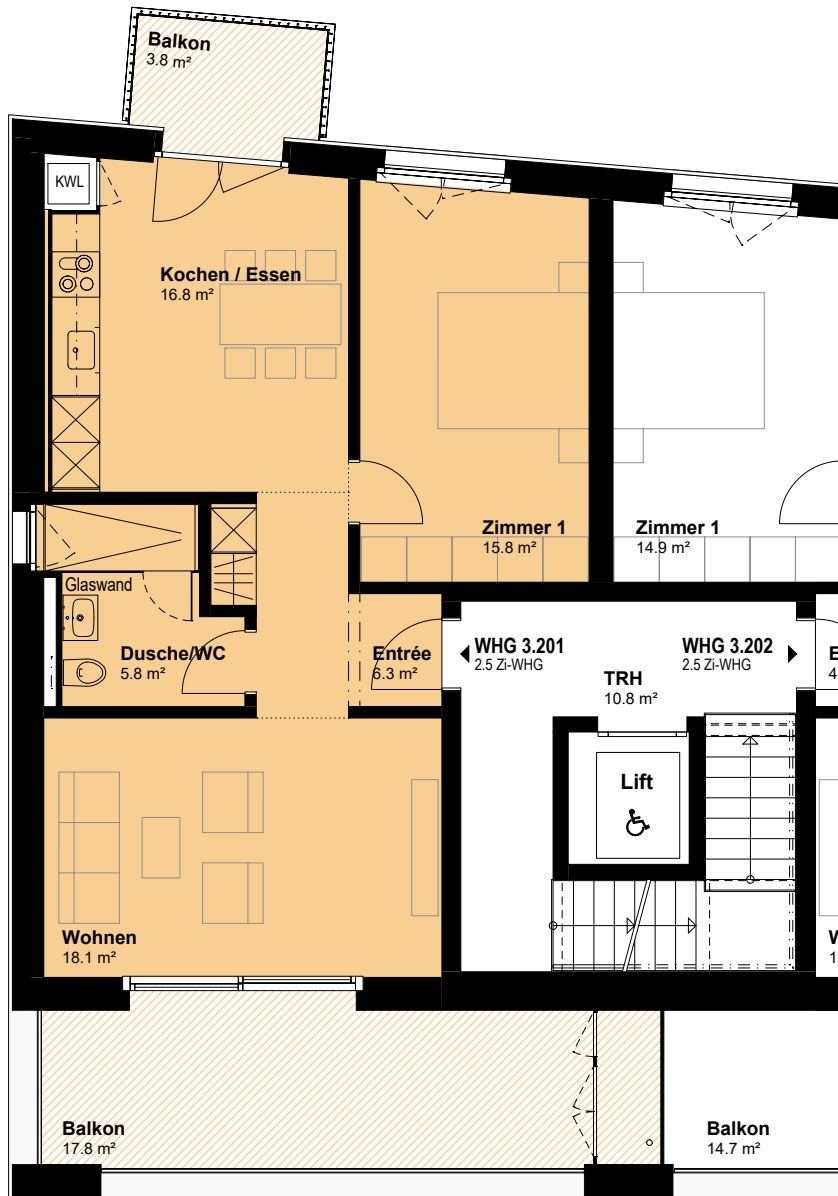 Balkon
3.8 m²
KWL
Kochen / Essen
16.8 m²
Zimmer 1
15.8 m²
Zimmer 1
14.9 m²
Glaswand
Dusche/WC
5.8 m²
Entrée
6.3 m²
WHG 3.201
2.5 Zi-WHG
WHG 3.202
2.5 Zi-WHG
E
4
TRH
10.8 m²
Lift
Wohnen
18.1 m²
W
1
Balkon
17.8 m²
Balkon
14.7 m²